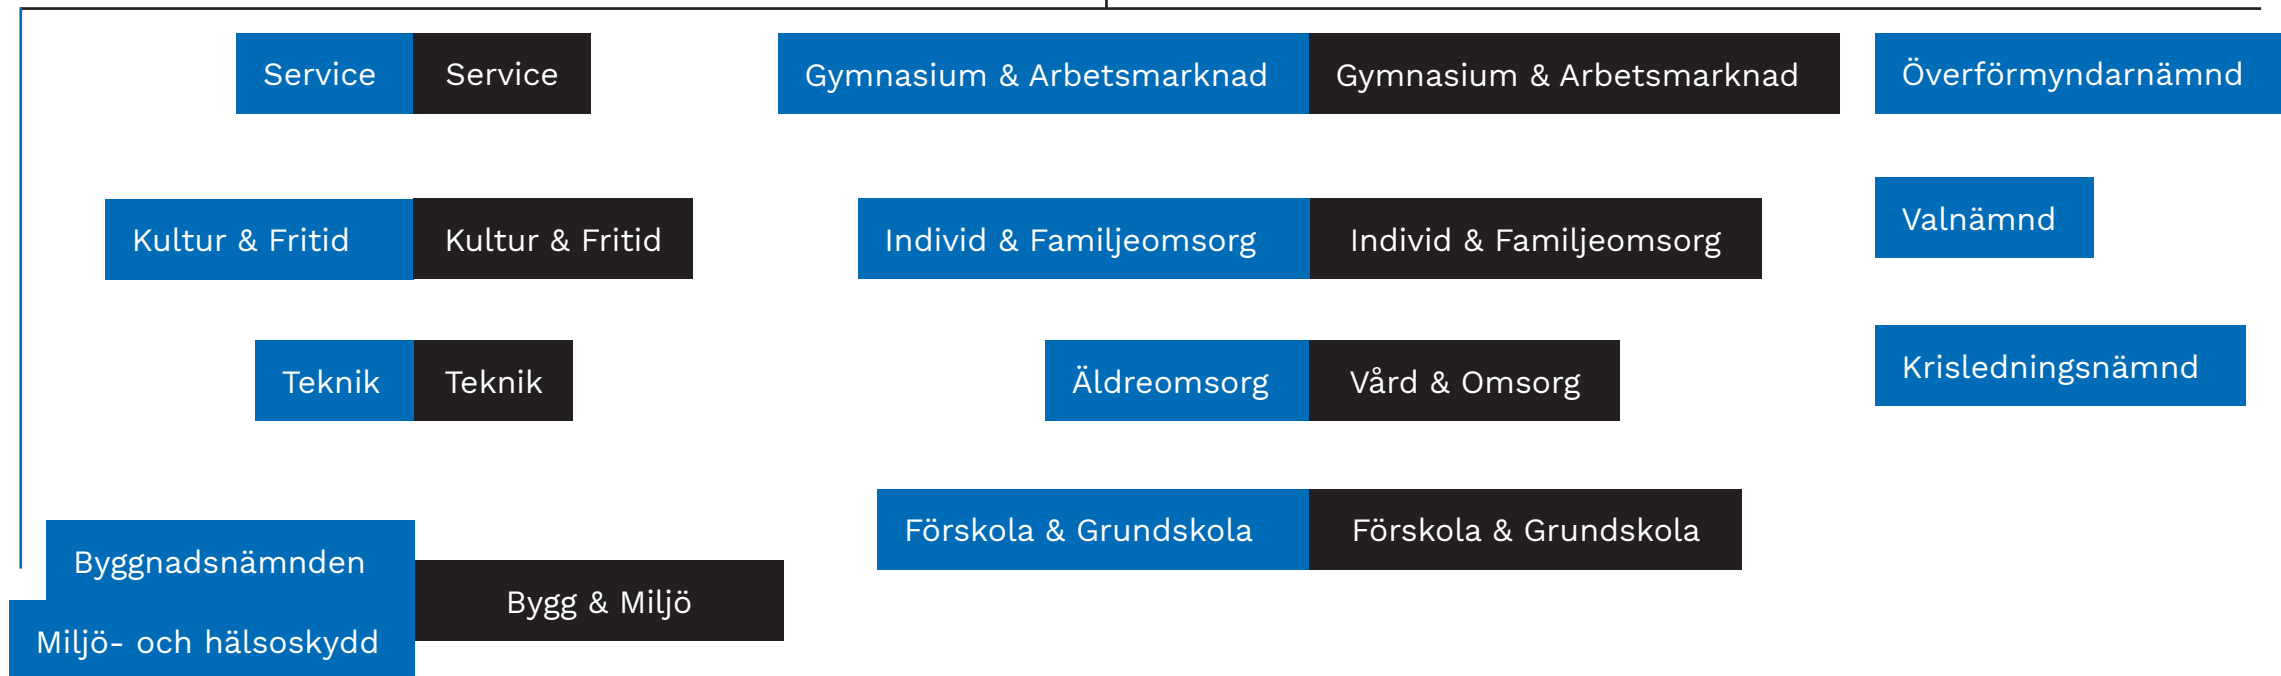 Service
Service
Gymnasium & Arbetsmarknad
Gymnasium & Arbetsmarknad
Överförmyndarnämnd
Kultur & Fritid
Kultur & Fritid
Individ & Familjeomsorg
Individ & Familjeomsorg
Valnämnd
Teknik
Teknik
Äldreomsorg
Vård & Omsorg
Krisledningsnämnd
Förskola & Grundskola
Förskola & Grundskola
Byggnadsnämnden
Bygg & Miljö
Miljö- och hälsoskydd